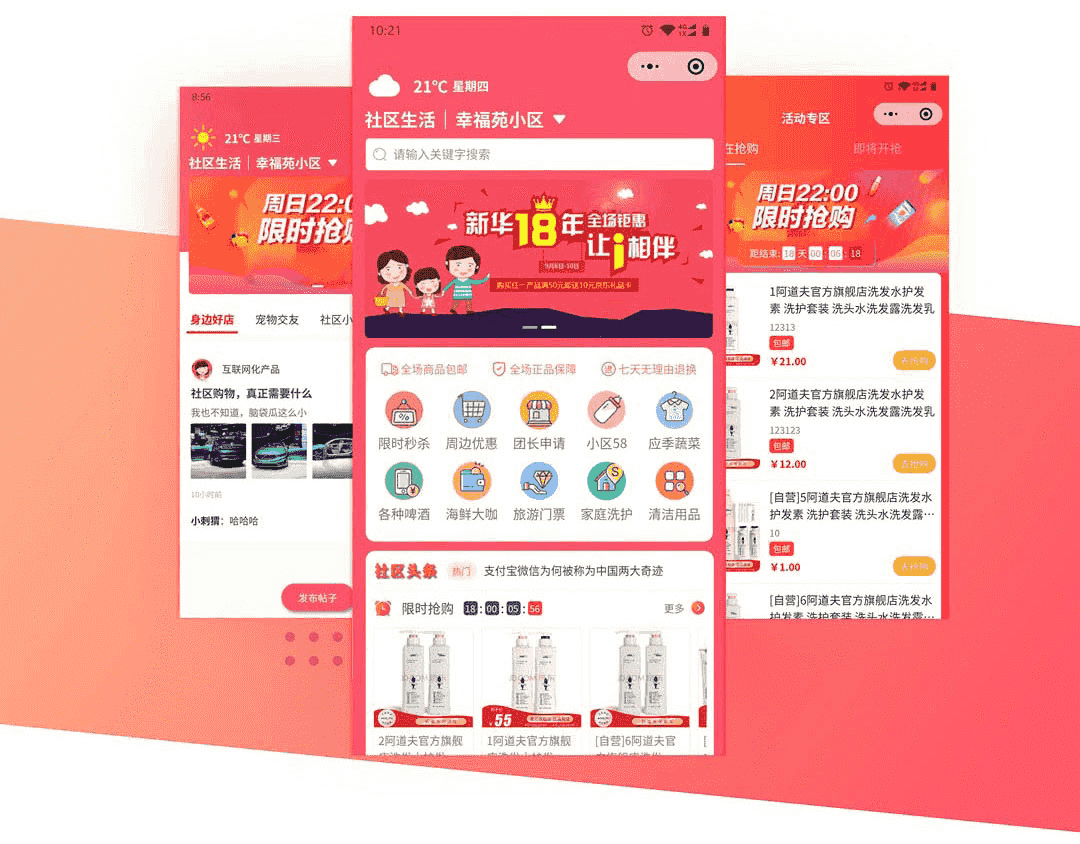 8:56
21℃ 星期三
社区生活 幸福苑小区
周日22:0
限时抢购
身边好店 宠物交友 社区小
互联网化产品
社区购物，真正需要什么
我也不知道，脑袋瓜这么小
10小时前
小刺猬：哈哈哈
发布帖子
10:21
21℃ 星期四
社区生活 幸福苑小区
请输入关键字搜索
新华18年全场钜惠
让i相伴
购买任一产品满50元即送10元京东礼品卡
全场商品包邮 全场正品保障 七天无理由退换
限时秒杀 周边优惠 团长申请 小区58 应季蔬菜
各种啤酒 海鲜大咖 旅游门票 家庭洗护 清洁用品
社区头条 热门 支付宝微信为何被称为中国两大奇迹
限时抢购 18:00:05:56 更多
55
2阿道夫官方旗舰 1阿道夫官方旗舰 [自营]6阿道夫官
活动专区
在抢购 即将开抢
周日22:00
限时抢购
距结束: 18 天 00 : 05 : 18
1阿道夫官方旗舰店洗发水护发
素 洗护套装 洗头水洗发露洗发乳
12313
包邮
¥21.00 去抢购
2阿道夫官方旗舰店洗发水护发
素 洗护套装 洗头水洗发露洗发乳
123123
包邮
¥12.00 去抢购
[自营]5阿道夫官方旗舰店洗发水
护发素 洗护套装 洗头水洗发露…
10
包邮
¥1.00 去抢购
[自营]6阿道夫官方旗舰店洗发水
护发素 洗护套装 洗头水洗发露…